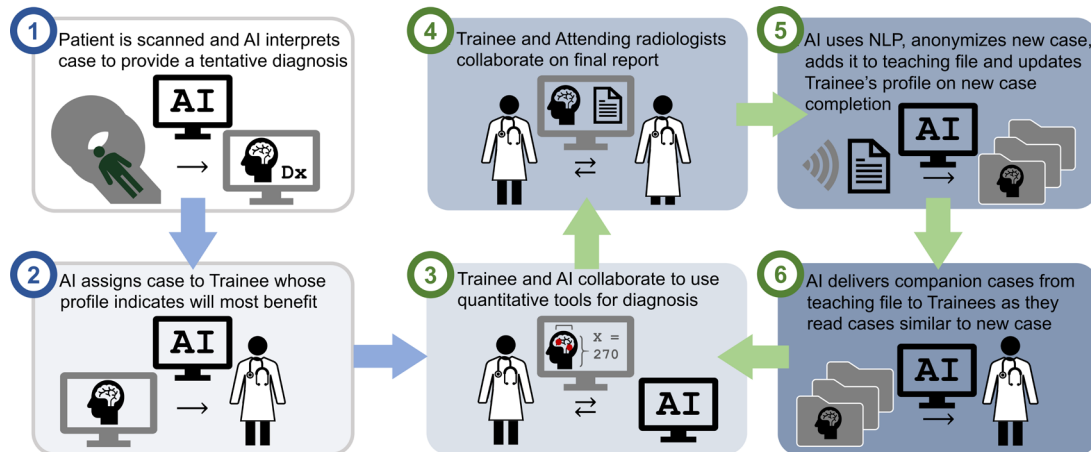 1
Patient is scanned and AI interprets
case to provide a tentative diagnosis
AI
Dx
2
AI assigns case to Trainee whose
profile indicates will most benefit
AI
3
Trainee and AI collaborate to use
quantitative tools for diagnosis
X =
270
AI
4
Trainee and Attending radiologists
collaborate on final report
5
AI uses NLP, anonymizes new case,
adds it to teaching file and updates
Trainee's profile on new case
completion
AI
6
AI delivers companion cases from
teaching file to Trainees as they
read cases similar to new case
AI